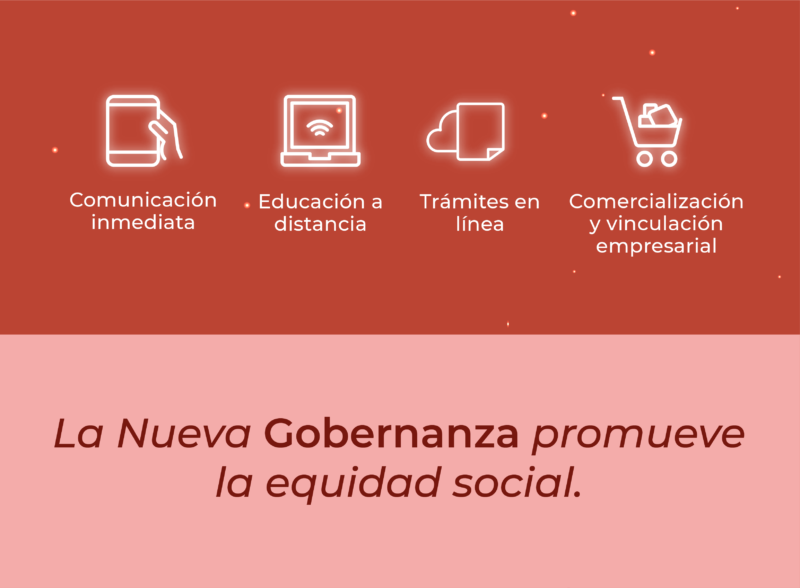 Comunicación
inmediata
Educación a
distancia
Trámites en
línea
Comercialización
y vinculación
empresarial
La Nueva Gobernanza promueve
la equidad social.